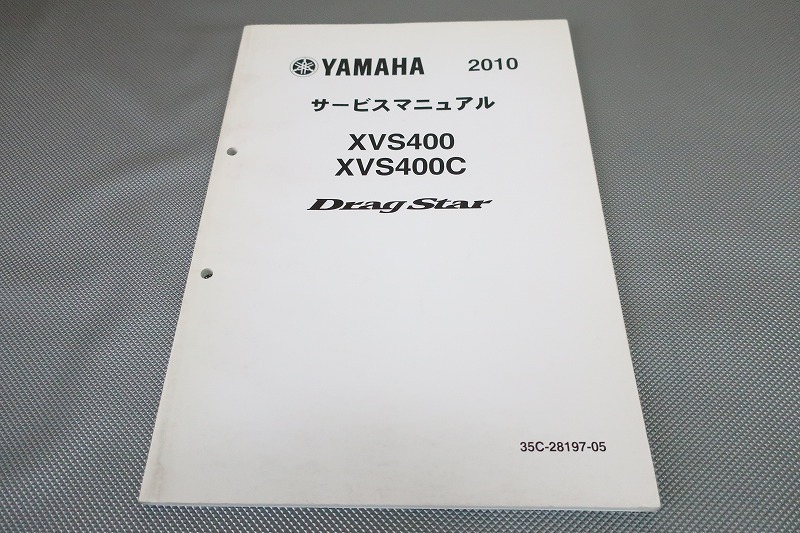 YAMAHA 2010
サービスマニュアル
XVS400
XVS400C
Drag Star
35C-28197-05